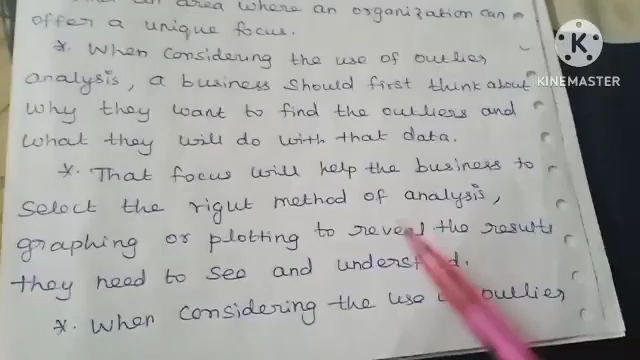 an area where an organization can
offer a unique focus.
* When considering the use of outlier
analysis, a business should first think about
why they want to find the outliers and
what they will do with that data.
* That focus will help the business to
select the right method of analysis,
graphing or plotting to reveal the results
they need to see and understand.
* When considering the use outlier
KINEMASTER